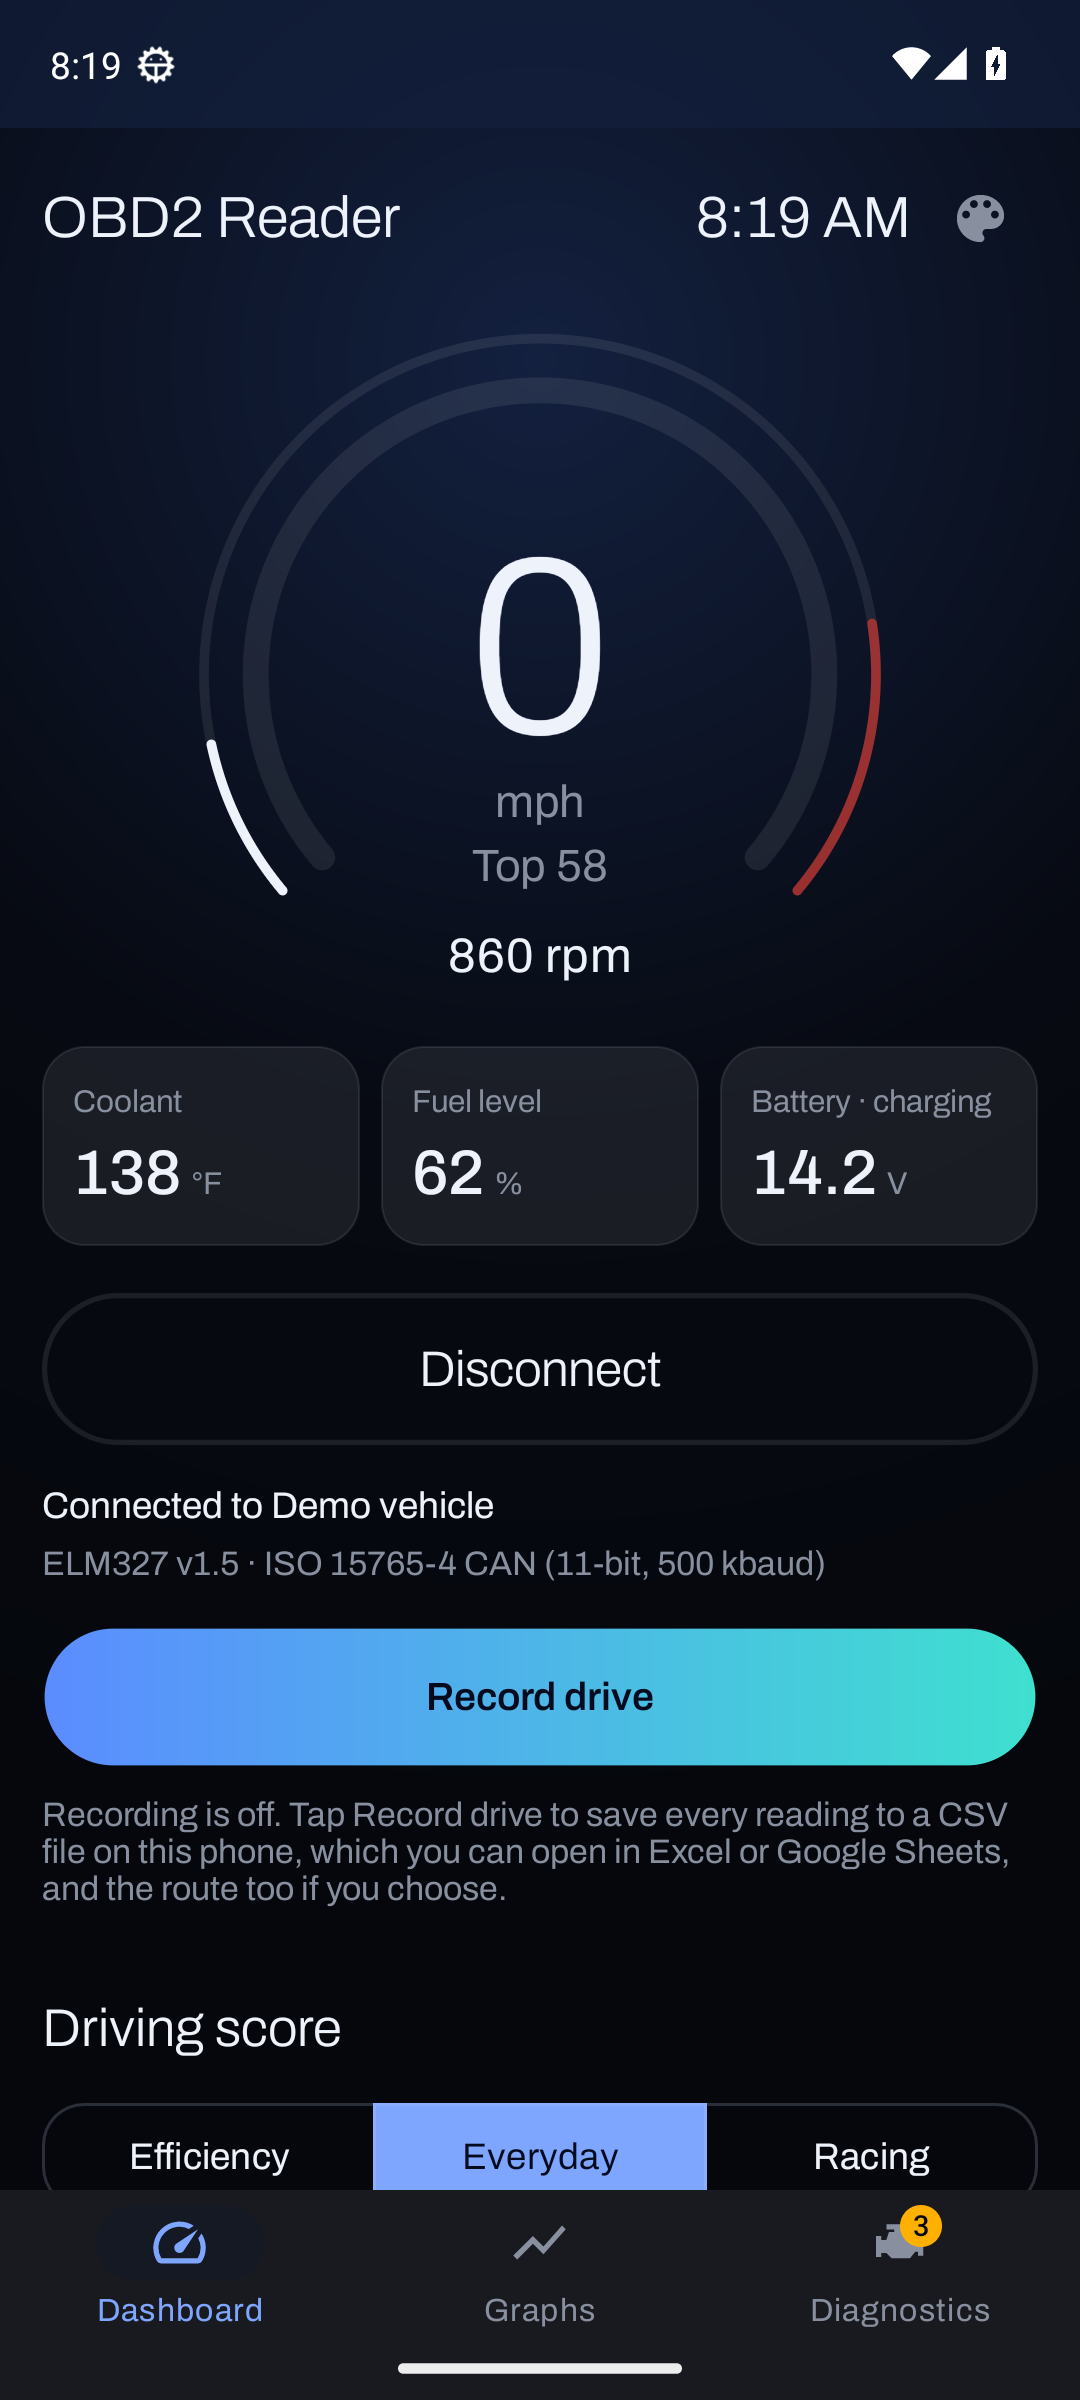 8:19
OBD2 Reader 8:19 AM
0
mph
Top 58
860 rpm
Coolant Fuel level Battery · charging
138 °F 62 % 14.2 V
Disconnect
Connected to Demo vehicle
ELM327 v1.5 · ISO 15765-4 CAN (11-bit, 500 kbaud)
Record drive
Recording is off. Tap Record drive to save every reading to a CSV
file on this phone, which you can open in Excel or Google Sheets,
and the route too if you choose.
Driving score
Efficiency Everyday Racing
3
Dashboard Graphs Diagnostics